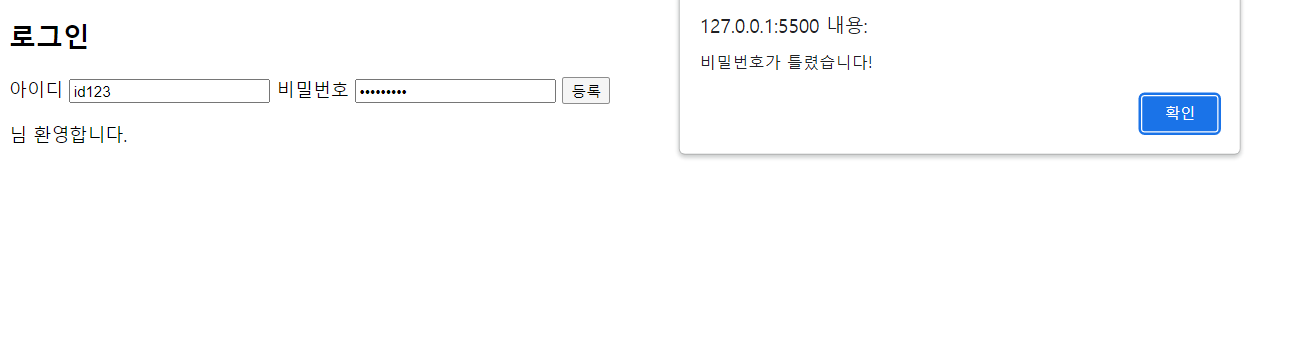 로그인
아이디 id123 비밀번호 ••••••••• 등록
님 환영합니다.
127.0.0.1:5500 내용:
비밀번호가 틀렸습니다!
확인